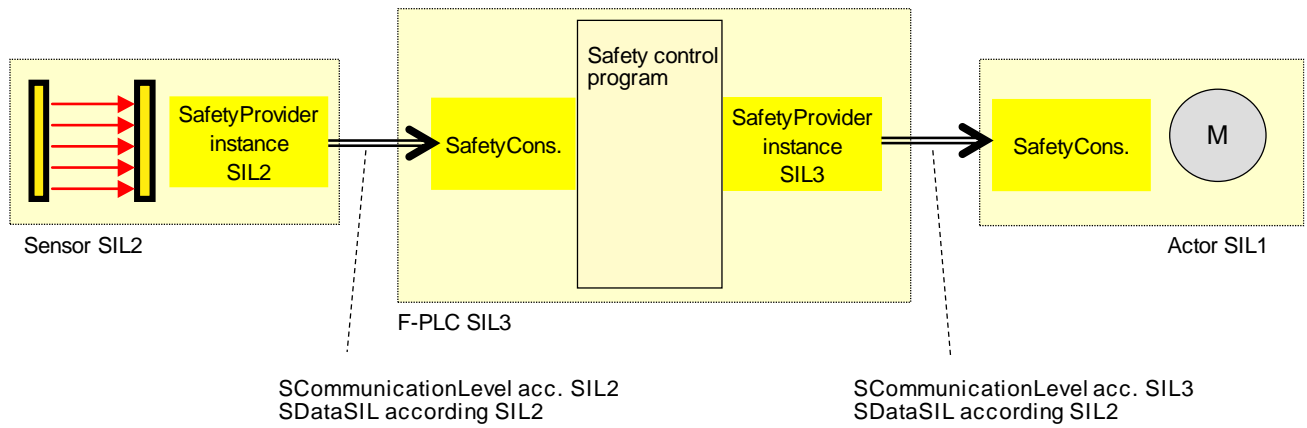 Safety control
program
SafetyProvider
instance
SIL2
SafetyCons.
SafetyProvider
instance
SIL3
SafetyCons.
M
Sensor SIL2
Actor SIL1
F-PLC SIL3
SCommunicationLevel acc. SIL2
SDataSIL according SIL2
SCommunicationLevel acc. SIL3
SDataSIL according SIL2